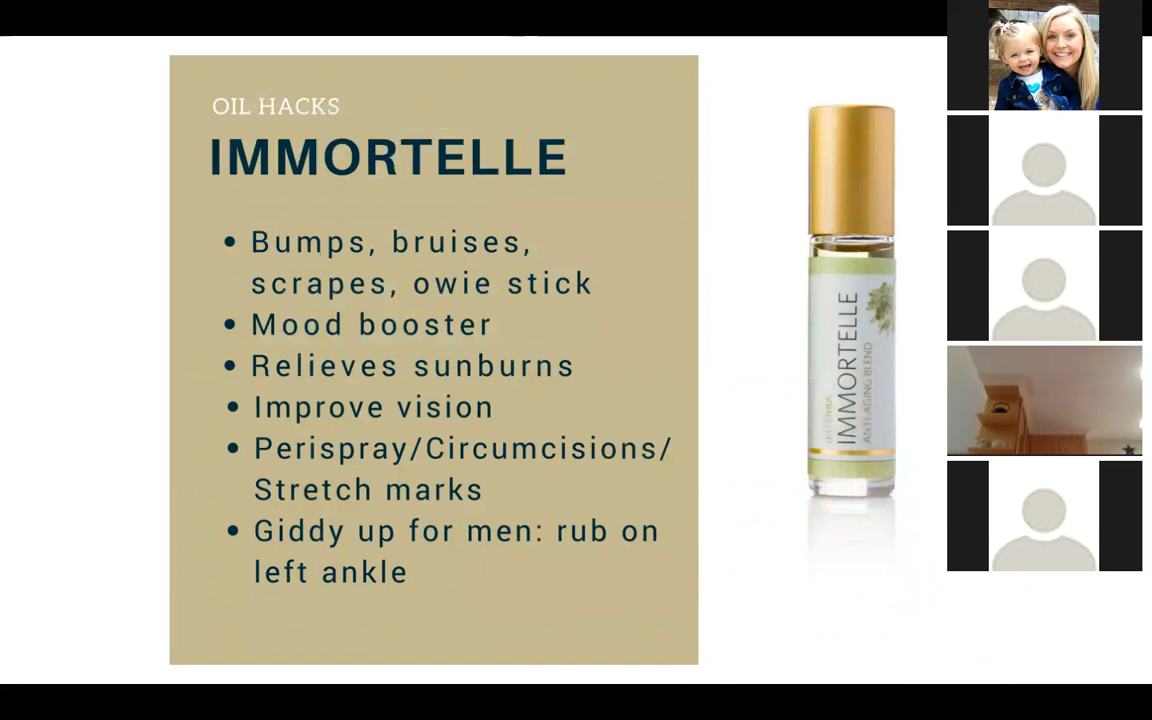 OIL HACKS
IMMORTELLE
• Bumps, bruises,
scrapes, owie stick
• Mood booster
• Relieves sunburns
• Improve vision
• Perispray/Circumcisions/
Stretch marks
• Giddy up for men: rub on
left ankle
dōTERRA
IMMORTELLE
ANTI-AGING BLEND